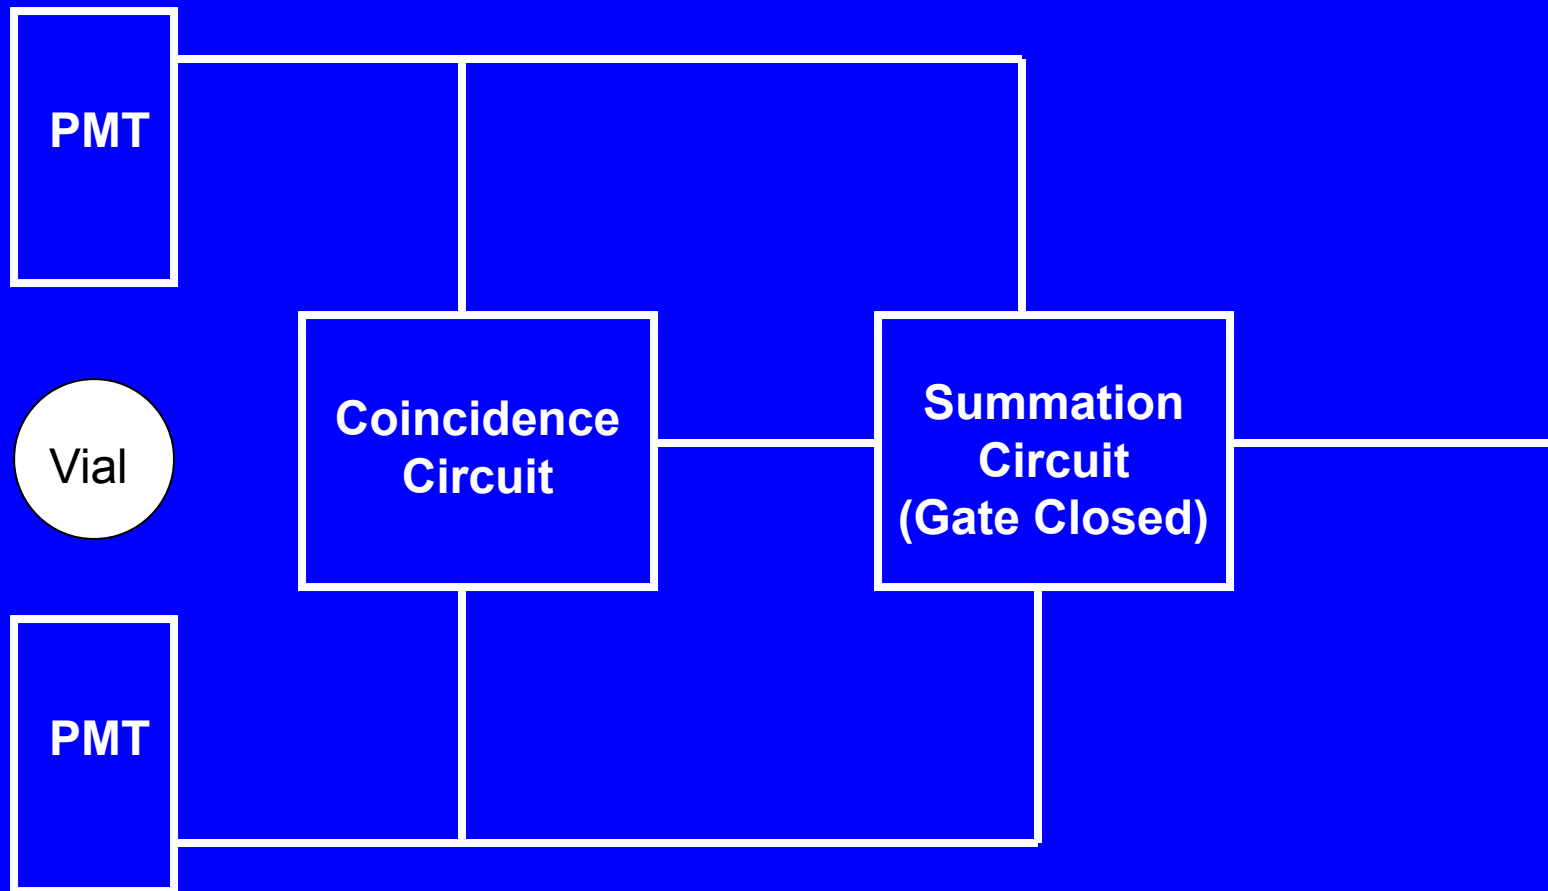 PMT
Coincidence
Circuit
Summation
Circuit
(Gate Closed)
Vial
PMT